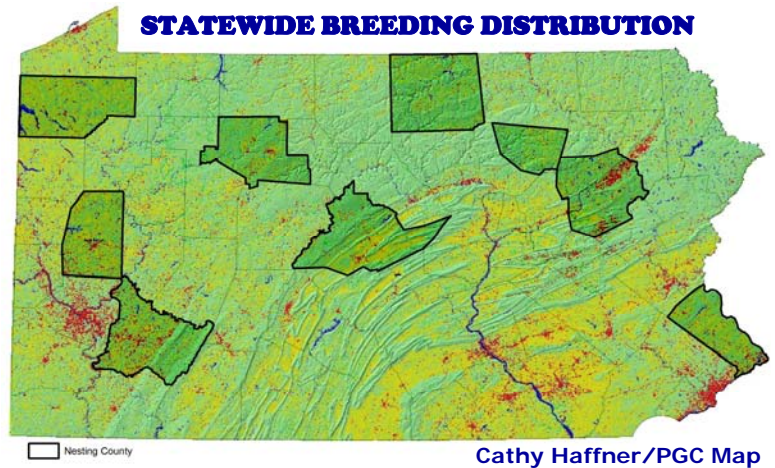 STATEWIDE BREEDING DISTRIBUTION
Nesting County
Cathy Haffner/PGC Map